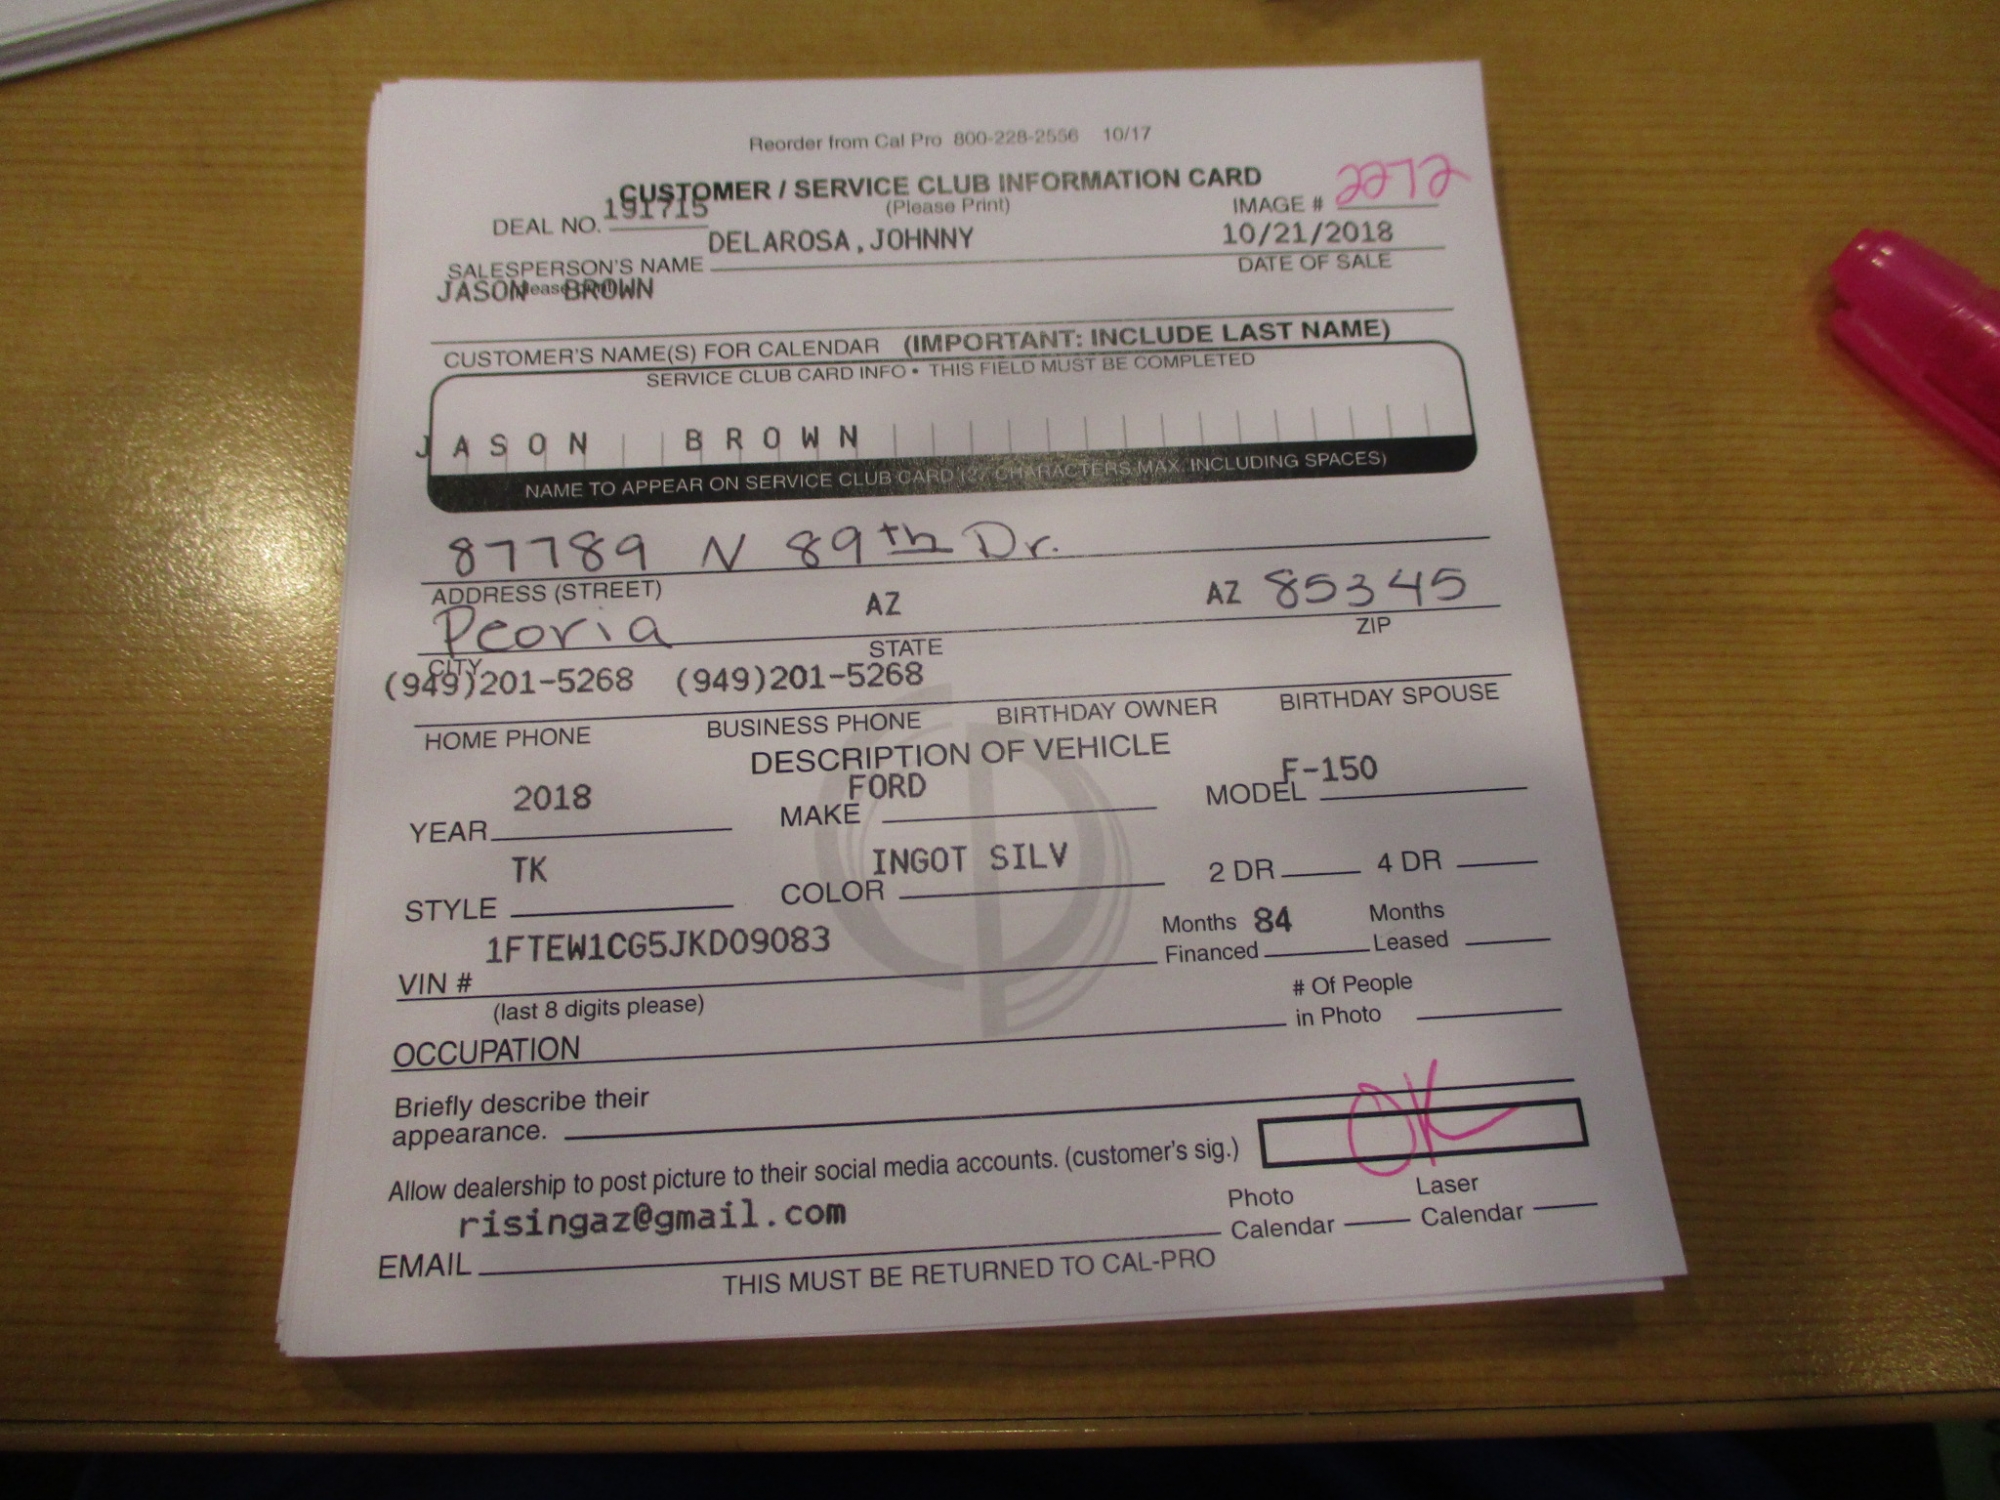 Reorder from Cal Pro 800-228-2556 10/17
CUSTOMER / SERVICE CLUB INFORMATION CARD
(Please Print)
DEAL NO. 191715
IMAGE # 2272
SALESPERSON'S NAME DELAROSA, JOHNNY
10/21/2018
DATE OF SALE
JASON BROWN
CUSTOMER'S NAME(S) FOR CALENDAR (IMPORTANT: INCLUDE LAST NAME)
SERVICE CLUB CARD INFO • THIS FIELD MUST BE COMPLETED
JASON BROWN
NAME TO APPEAR ON SERVICE CLUB CARD (27 CHARACTERS MAX. INCLUDING SPACES)
87789 N 89th Dr.
ADDRESS (STREET)
Peoria AZ AZ 85345
CITY STATE ZIP
(949)201-5268 (949)201-5268
HOME PHONE BUSINESS PHONE BIRTHDAY OWNER BIRTHDAY SPOUSE
DESCRIPTION OF VEHICLE
YEAR 2018 MAKE FORD MODEL F-150
STYLE TK COLOR INGOT SILV 2 DR 4 DR
VIN # 1FTEW1CG5JKD09083
(last 8 digits please)
Months Financed 84 Months Leased
OCCUPATION
# Of People in Photo
Briefly describe their
appearance.
Allow dealership to post picture to their social media accounts. (customer's sig.) OK
EMAIL risingaz@gmail.com
Photo Calendar Laser Calendar
THIS MUST BE RETURNED TO CAL-PRO